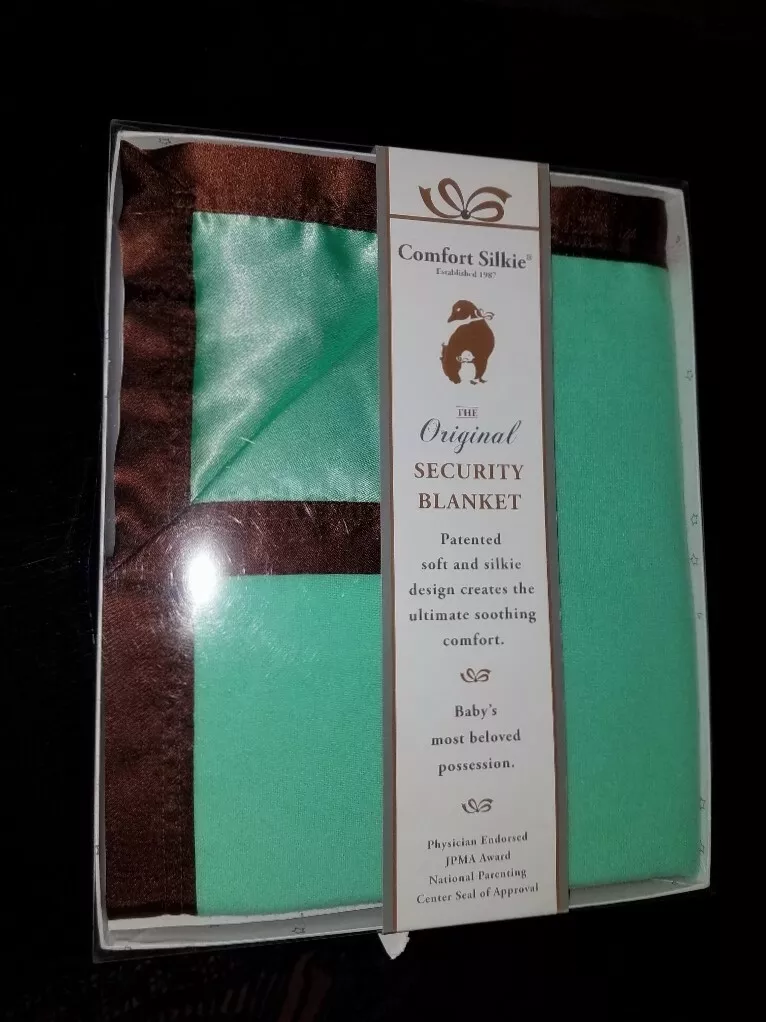 Comfort Silkie®
Established 1987
THE
Original
SECURITY
BLANKET
Patented
soft and silkie
design creates the
ultimate soothing
comfort.
Baby's
most beloved
possession.
Physician Endorsed
JPMA Award
National Parenting
Center Seal of Approval